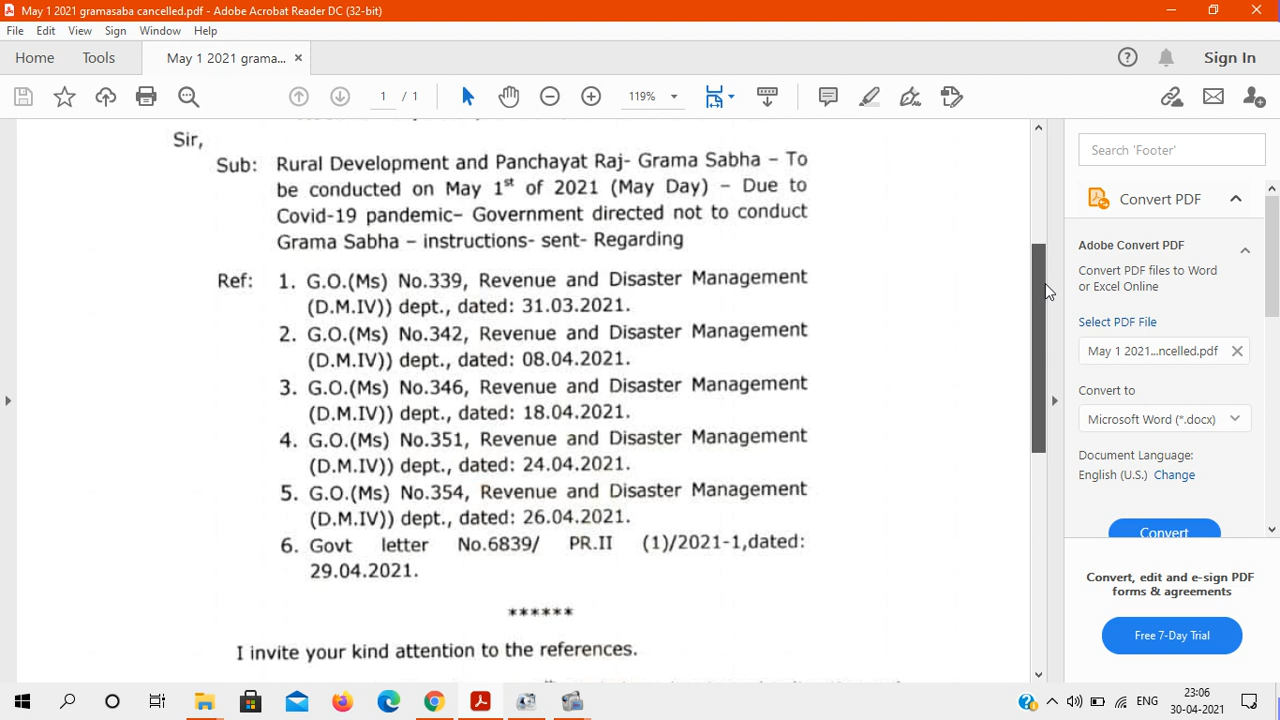 May 1 2021 gramasaba cancelled.pdf - Adobe Acrobat Reader DC (32-bit)
File Edit View Sign Window Help
Home Tools May 1 2021 grama... Sign In
1 / 1 119%
Sir,
Sub: Rural Development and Panchayat Raj- Grama Sabha – To
be conducted on May 1st of 2021 (May Day) – Due to
Covid-19 pandemic– Government directed not to conduct
Grama Sabha – instructions- sent- Regarding
Ref: 1. G.O.(Ms) No.339, Revenue and Disaster Management
(D.M.IV)) dept., dated: 31.03.2021.
2. G.O.(Ms) No.342, Revenue and Disaster Management
(D.M.IV)) dept., dated: 08.04.2021.
3. G.O.(Ms) No.346, Revenue and Disaster Management
(D.M.IV)) dept., dated: 18.04.2021.
4. G.O.(Ms) No.351, Revenue and Disaster Management
(D.M.IV)) dept., dated: 24.04.2021.
5. G.O.(Ms) No.354, Revenue and Disaster Management
(D.M.IV)) dept., dated: 26.04.2021.
6. Govt letter No.6839/ PR.II (1)/2021-1,dated:
29.04.2021.
******
I invite your kind attention to the references.
Search 'Footer'
Convert PDF
Adobe Convert PDF
Convert PDF files to Word
or Excel Online
Select PDF File
May 1 2021...ncelled.pdf
Convert to
Microsoft Word (*.docx)
Document Language:
English (U.S.) Change
Convert
Convert, edit and e-sign PDF
forms & agreements
Free 7-Day Trial
ENG
23:06
30-04-2021